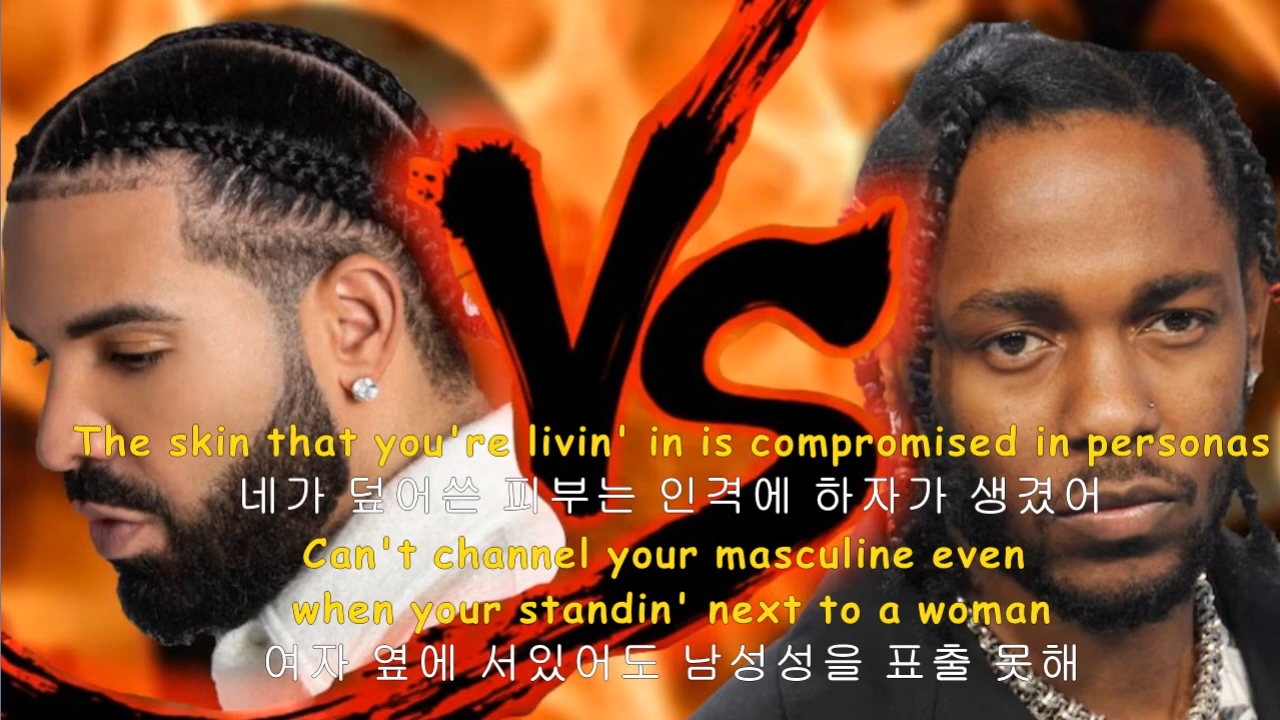 VS
The skin that you're livin' in is compromised in personas
네가 덮어쓴 피부는 인격에 하자가 생겼어
Can't channel your masculine even
when your standin' next to a woman
여자 옆에 서있어도 남성성을 표출 못해